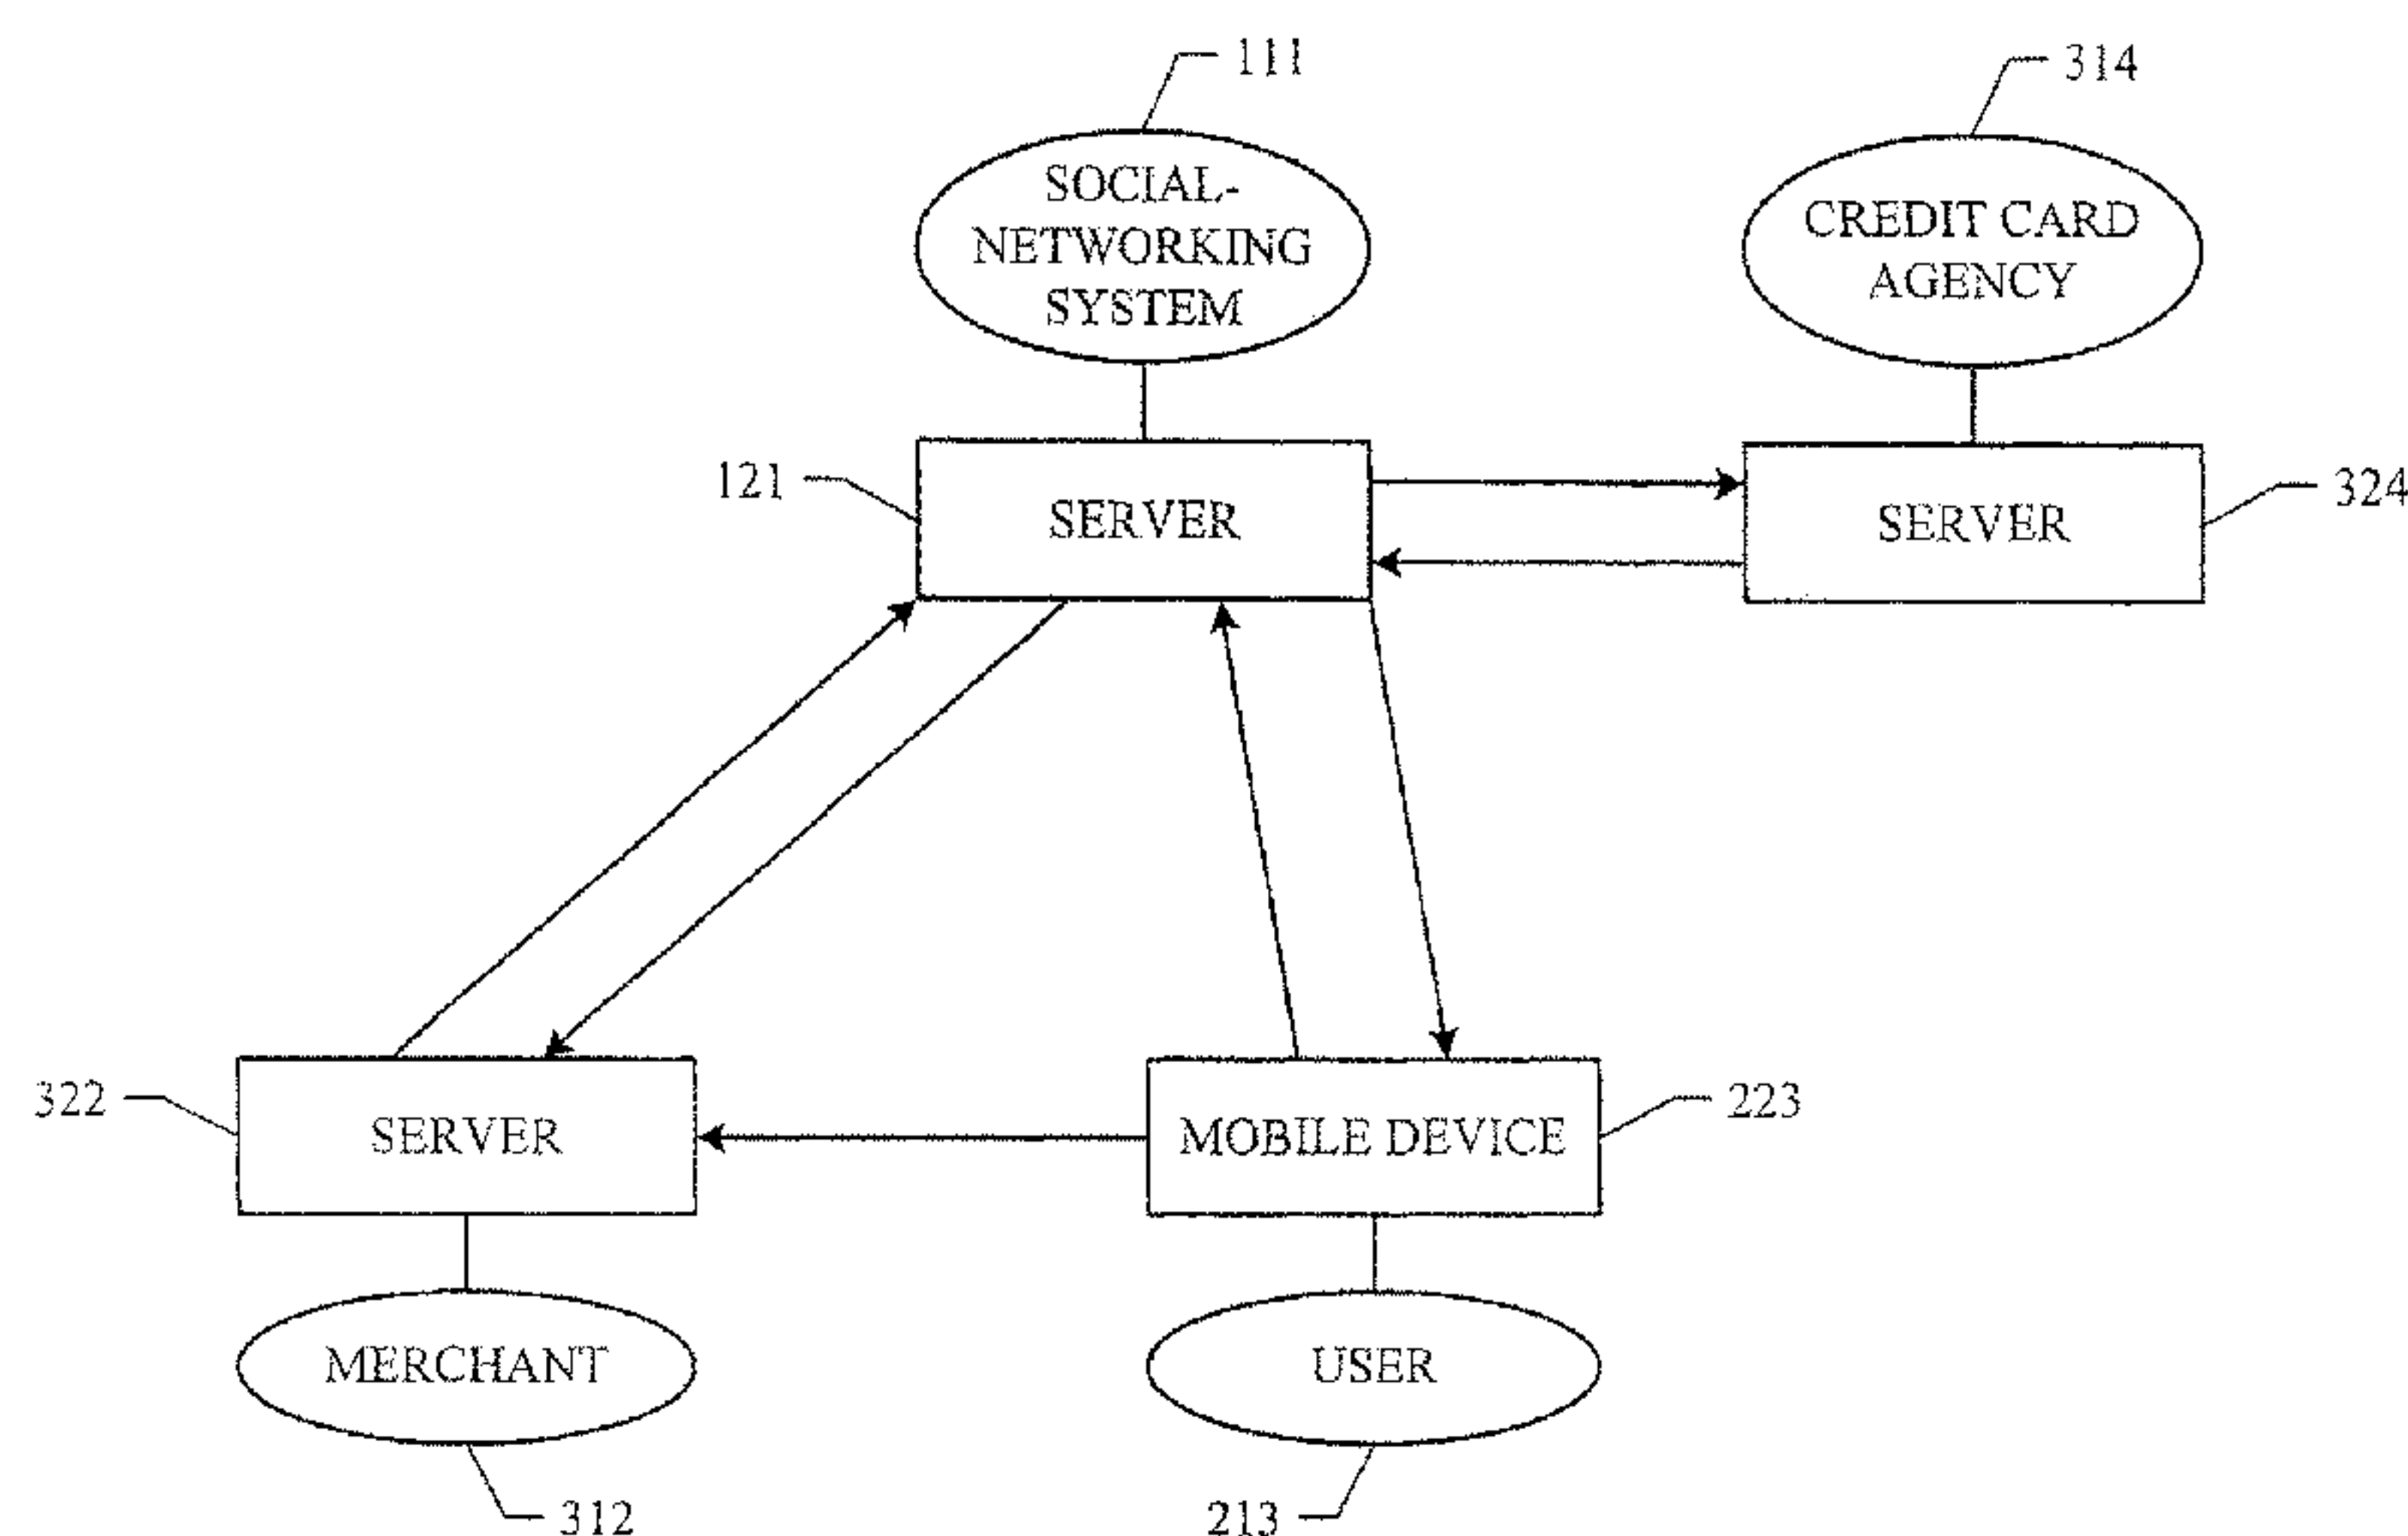 111
314
SOCIAL-
NETWORKING
SYSTEM
CREDIT CARD
AGENCY
121
SERVER
SERVER
324
322
SERVER
MOBILE DEVICE
223
MERCHANT
USER
312
213